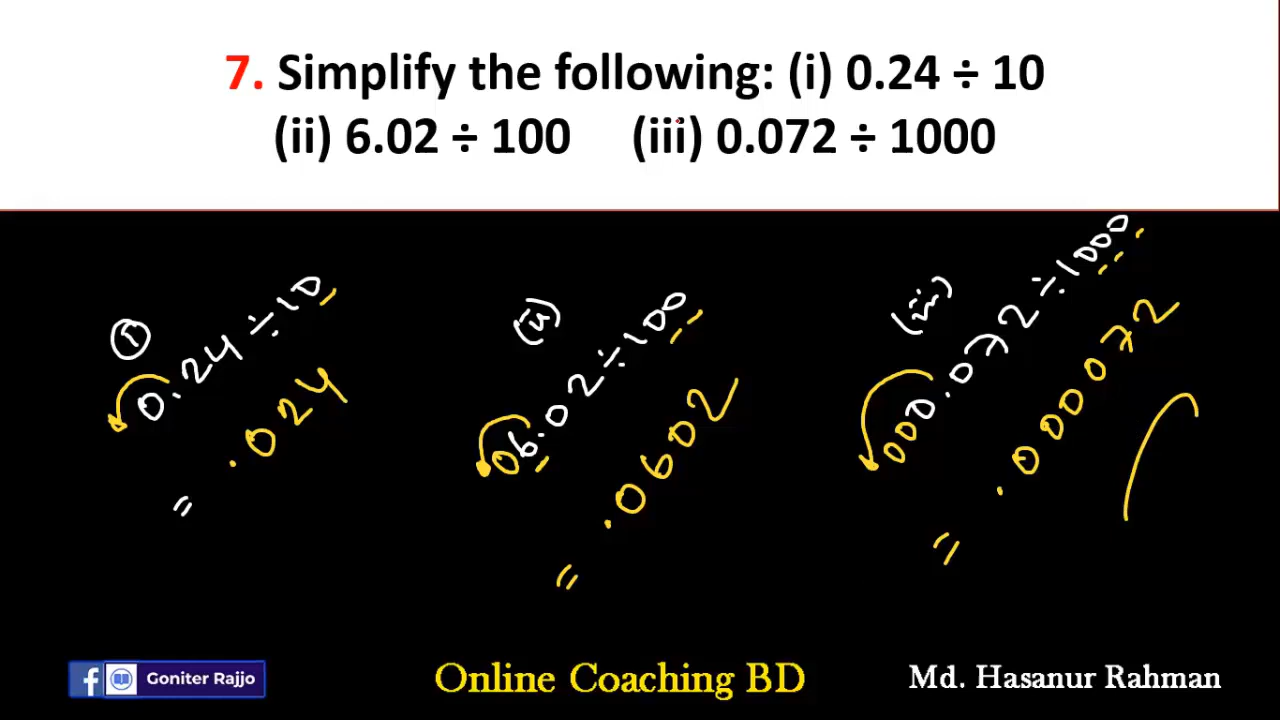 7. Simplify the following: (i) 0.24 ÷ 10
(ii) 6.02 ÷ 100 (iii) 0.072 ÷ 1000
(i)
0.24÷10
= .024
(ii)
06.02÷100
= .0602
(iii)
0000.072÷1000
= .000072
Goniter Rajjo
Online Coaching BD
Md. Hasanur Rahman